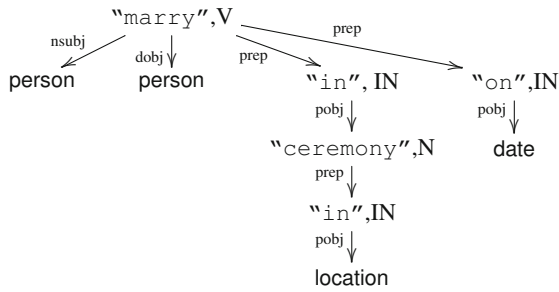 "marry",V
nsubj dobj prep prep
person person "in", IN "on",IN
pobj pobj
"ceremony",N date
prep
"in",IN
pobj
location